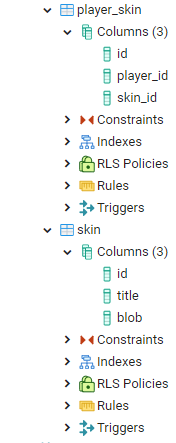 player_skin
Columns (3)
id
player_id
skin_id
Constraints
Indexes
RLS Policies
Rules
Triggers
skin
Columns (3)
id
title
blob
Constraints
Indexes
RLS Policies
Rules
Triggers